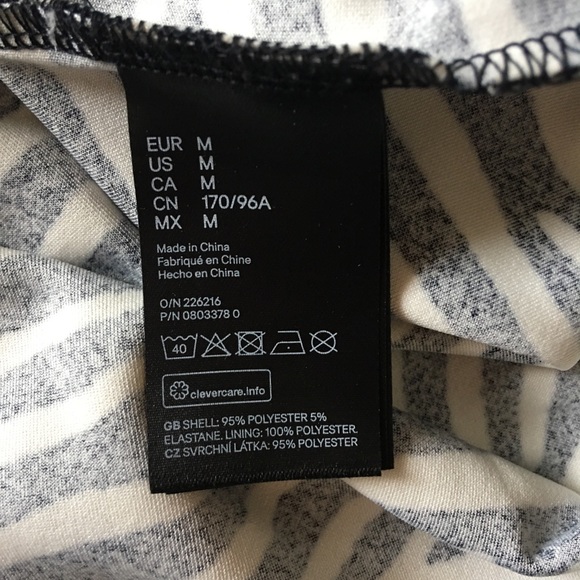 EUR M
US M
CA M
CN 170/96A
MX M
Made in China
Fabriqué en Chine
Hecho en China
O/N 226216
P/N 0803378 0
40
clevercare.info
GB SHELL: 95% POLYESTER 5%
ELASTANE. LINING: 100% POLYESTER.
CZ SVRCHNÍ LÁTKA: 95% POLYESTER